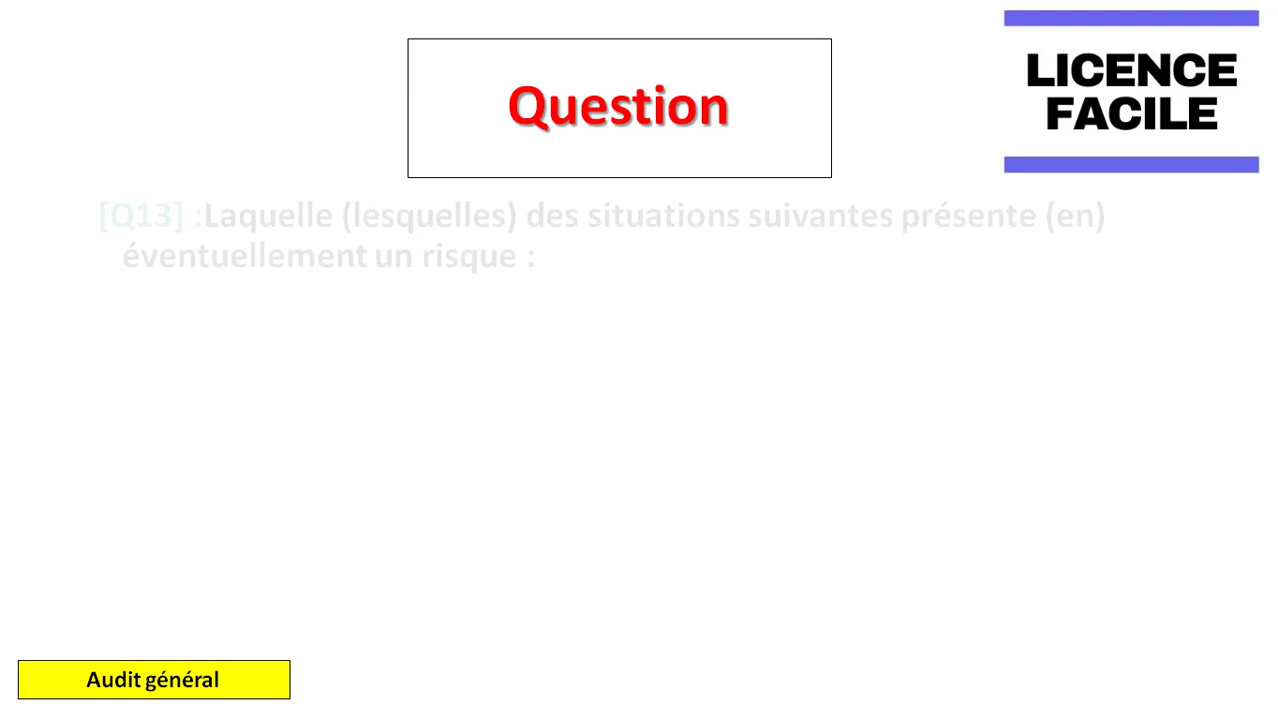 Question
LICENCE
FACILE
[Q13] :Laquelle (lesquelles) des situations suivantes présente (en)
éventuellement un risque :
Audit général